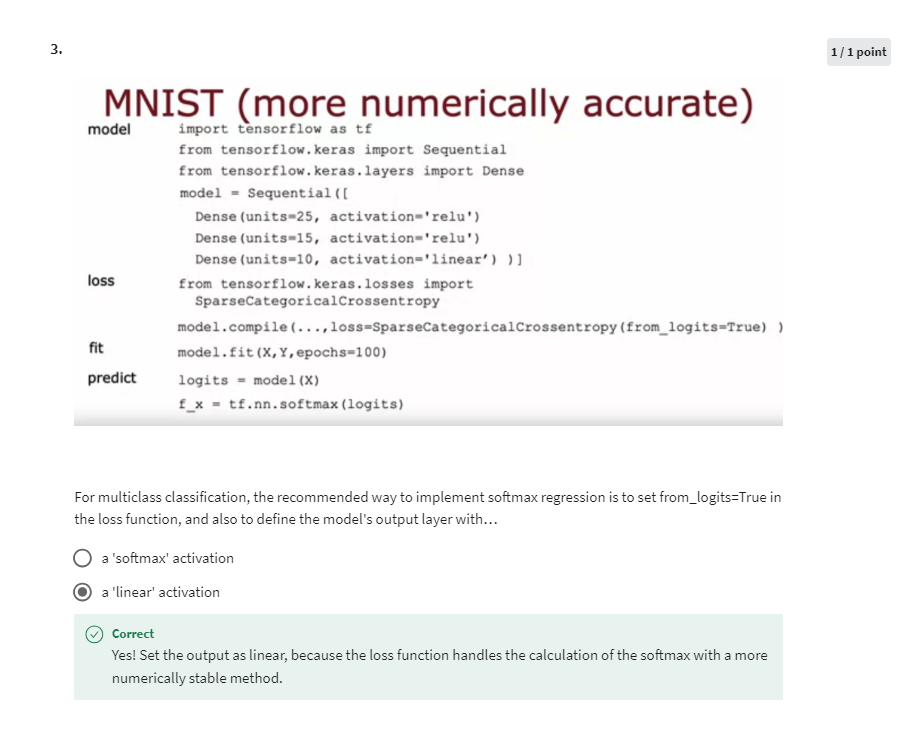 3.
1 / 1 point
MNIST (more numerically accurate)
model
import tensorflow as tf
from tensorflow.keras import Sequential
from tensorflow.keras.layers import Dense
model = Sequential([
Dense(units=25, activation='relu')
Dense(units=15, activation='relu')
Dense(units=10, activation='linear') )]
loss
from tensorflow.keras.losses import
SparseCategoricalCrossentropy
model.compile(...,loss=SparseCategoricalCrossentropy(from_logits=True) )
fit
model.fit(X,Y,epochs=100)
predict
logits = model(X)
f_x = tf.nn.softmax(logits)
For multiclass classification, the recommended way to implement softmax regression is to set from_logits=True in
the loss function, and also to define the model's output layer with…
a 'softmax' activation
a 'linear' activation
Correct
Yes! Set the output as linear, because the loss function handles the calculation of the softmax with a more
numerically stable method.